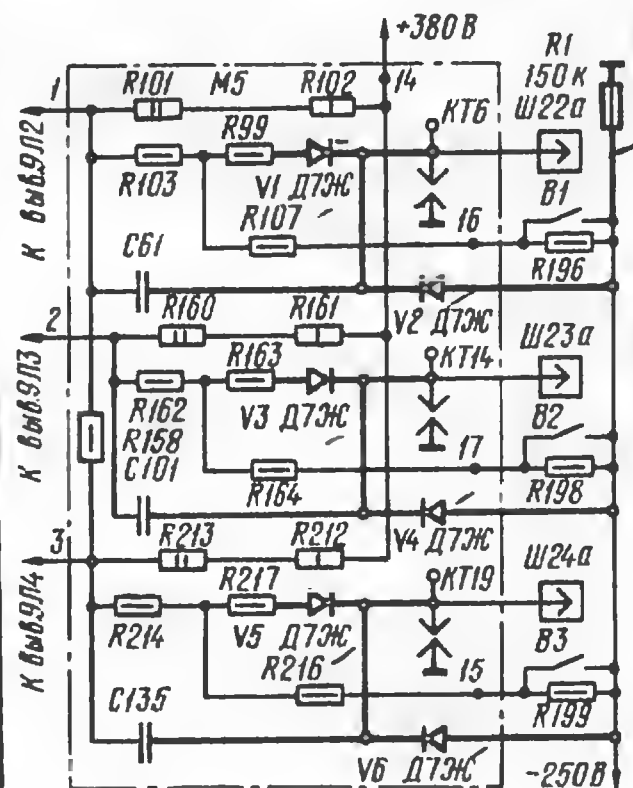 +380 В
R1
150 к
1
R101
М5
R102
14
КТ6
Ш22а
К выв.9Л2
R103
R99
V1 Д7Ж
В1
R107
16
R196
С61
V2 Д7Ж
2
R160
R161
Ш23а
КТ14
К выв.9Л3
R162
R163
V3 Д7Ж
В2
R158
17
R164
R198
С101
V4 Д7Ж
3
R213
R212
Ш24а
КТ19
К выв.9Л4
R214
R217
V5 Д7Ж
В3
R216
15
R199
С135
V6 Д7Ж
-250В